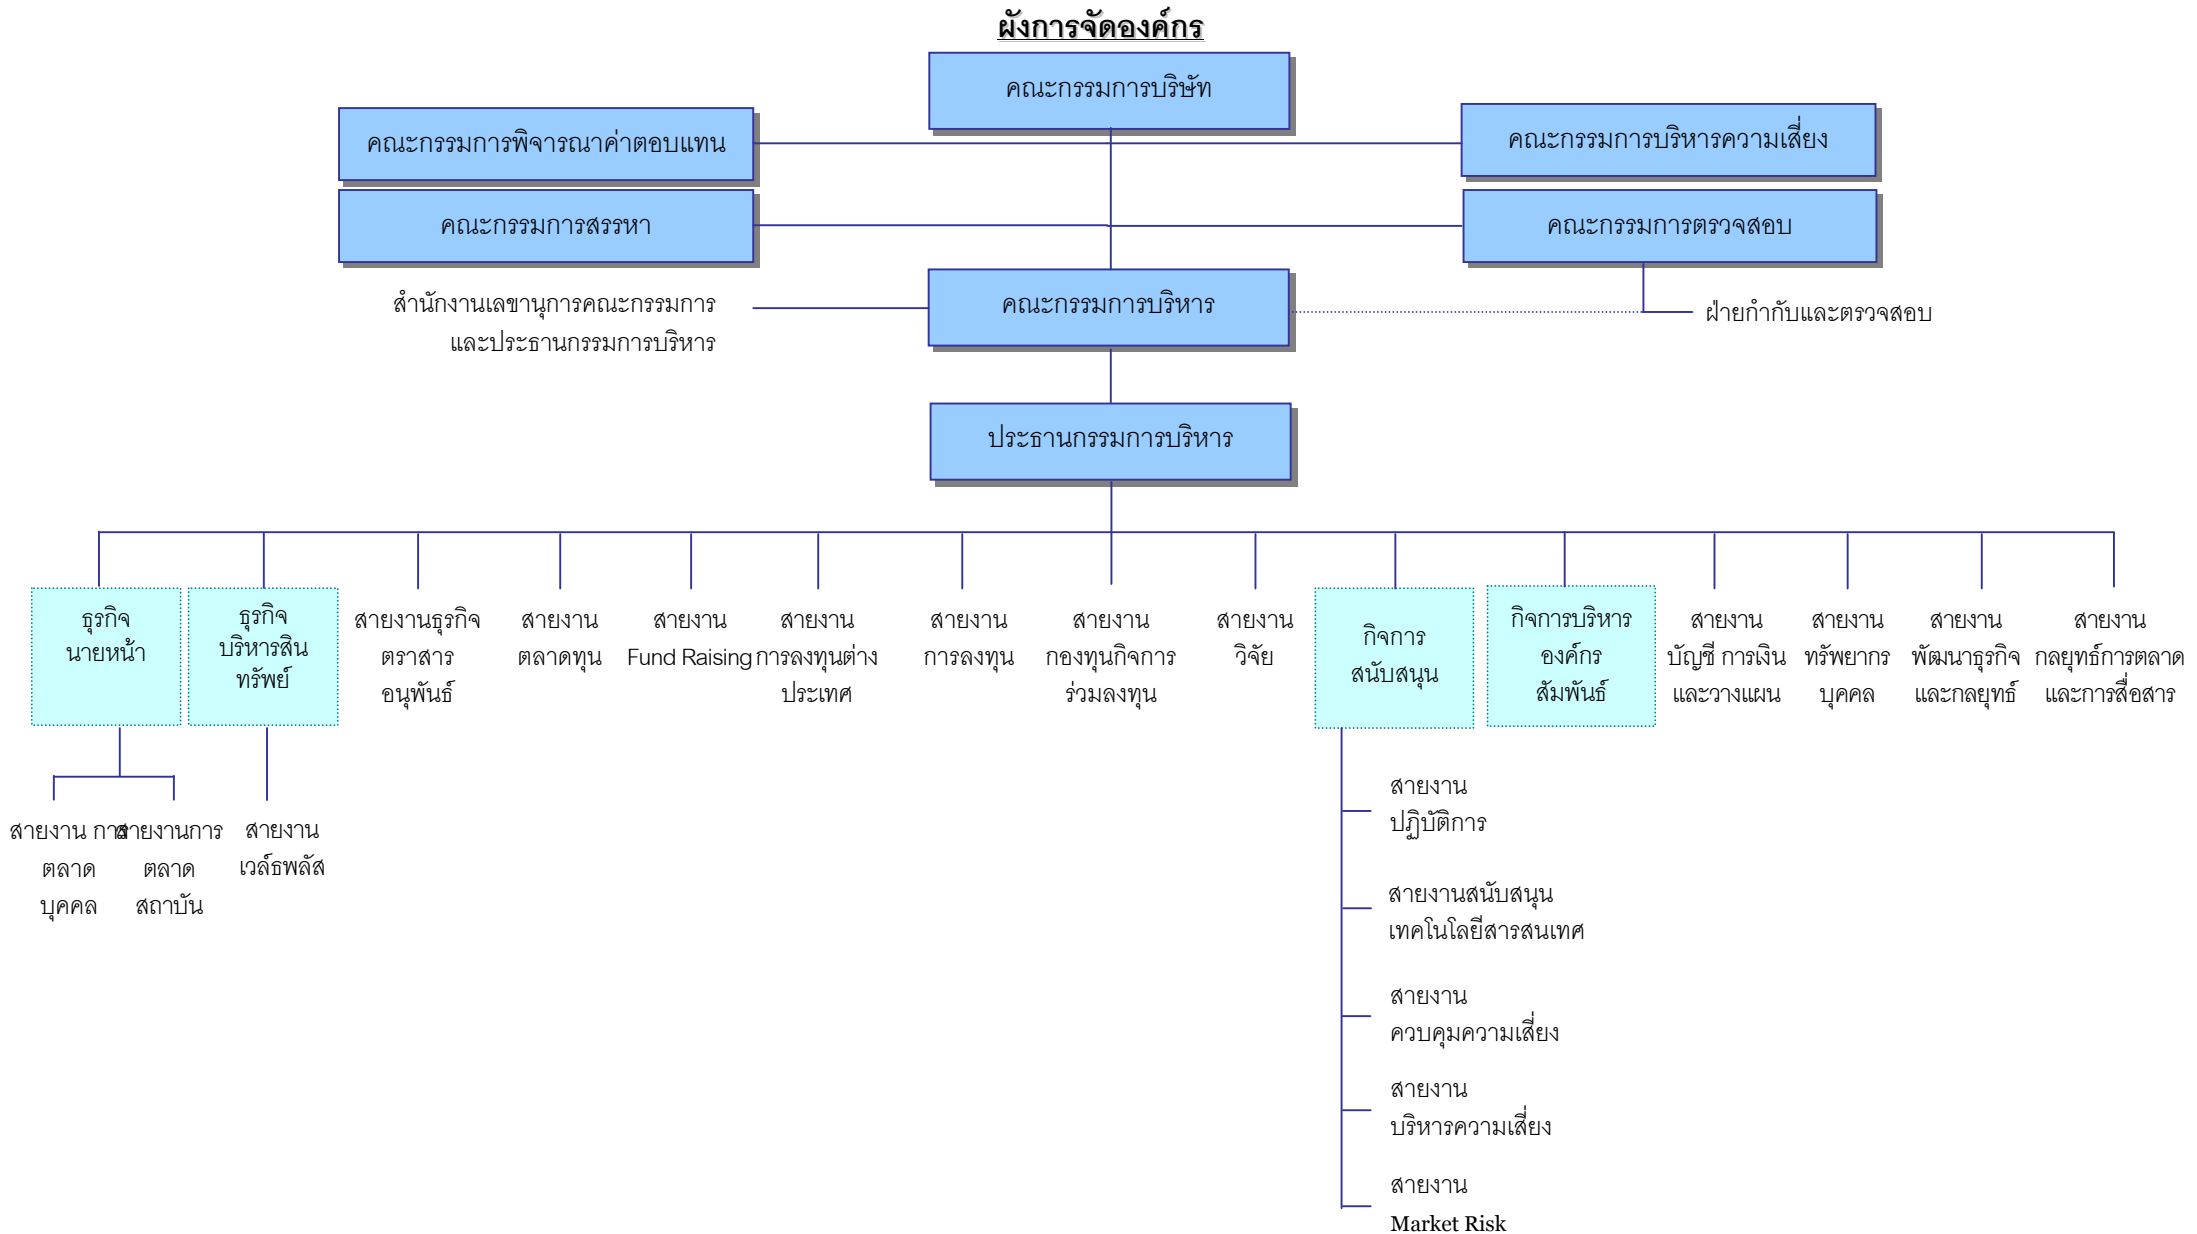 ผังการจัดองค์กร
คณะกรรมการบริษัท
คณะกรรมการพิจารณาค่าตอบแทน
คณะกรรมการบริหารความเสี่ยง
คณะกรรมการสรรหา
คณะกรรมการตรวจสอบ
สำนักงานเลขานุการคณะกรรมการ
และประธานกรรมการบริหาร
คณะกรรมการบริหาร
ฝ่ายกำกับและตรวจสอบ
ประธานกรรมการบริหาร
ธุรกิจ
นายหน้า
ธุรกิจ
บริหารสิน
ทรัพย์
สายงานธุรกิจ
ตราสาร
อนุพันธ์
สายงาน
ตลาดทุน
สายงาน
Fund Raising
สายงาน
การลงทุนต่าง
ประเทศ
สายงาน
การลงทุน
สายงาน
กองทุนกิจการ
ร่วมลงทุน
สายงาน
วิจัย
กิจการ
สนับสนุน
กิจการบริหาร
องค์กร
สัมพันธ์
สายงาน
บัญชี การเงิน
และวางแผน
สายงาน
ทรัพยากร
บุคคล
สายงาน
พัฒนาธุรกิจ
และกลยุทธ์
สายงาน
กลยุทธ์การตลาด
และการสื่อสาร
สายงาน การ
ตลาด
บุคคล
สายงานการ
ตลาด
สถาบัน
สายงาน
เวล์ธพลัส
สายงาน
ปฏิบัติการ
สายงานสนับสนุน
เทคโนโลยีสารสนเทศ
สายงาน
ควบคุมความเสี่ยง
สายงาน
บริหารความเสี่ยง
สายงาน
Market Risk